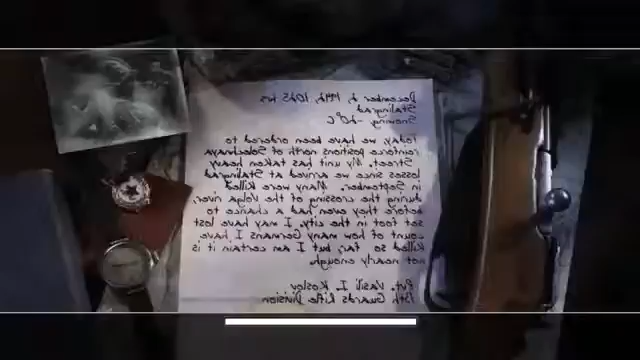 December 2, 1942. 1025 hrs
Stalingrad
Snowing, -20°C
Today we have been ordered to
reinforce positions north of Solechnaya
Street. My unit has taken heavy
losses since we arrived at Stalingrad
in September. Many were killed
during the crossing of the Volga river,
before they even had a chance to
set foot in the city. I may have lost
count of how many Germans I have
killed so far, but I am certain it is
not nearly enough.
Pvt. Vasili I. Koslov
13th Guards Rifle Division